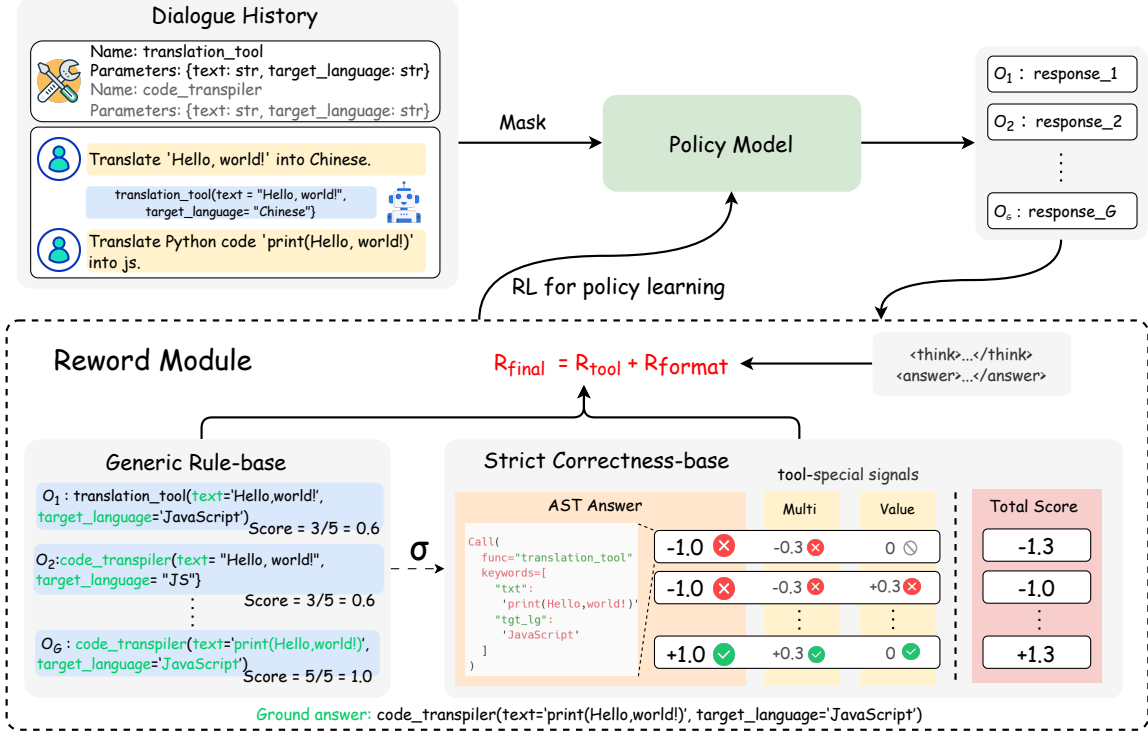 Dialogue History
Name: translation_tool
Parameters: {text: str, target_language: str}
Name: code_transpiler
Parameters: {text: str, target_language: str}
Translate 'Hello, world!' into Chinese.
translation_tool(text = "Hello, world!",
target_language= "Chinese"}
Translate Python code 'print(Hello, world!)'
into js.
Mask
Policy Model
O1 : response_1
O2 : response_2
OG : response_G
RL for policy learning
Reword Module
Rfinal = Rtool + Rformat
<think>...</think>
<answer>...</answer>
Generic Rule-base
O1 : translation_tool(text='Hello,world!',
target_language='JavaScript')
Score = 3/5 = 0.6
O2:code_transpiler(text= "Hello, world!",
target_language= "JS"}
Score = 3/5 = 0.6
OG : code_transpiler(text='print(Hello,world!)',
target_language='JavaScript')
Score = 5/5 = 1.0
σ
Strict Correctness-base
tool-special signals
AST Answer
Multi
Value
Total Score
Call(
func="translation_tool"
keywords=[
"txt":
'print(Hello,world!)'
"tgt_lg":
'JavaScript'
]
)
-1.0
-0.3
0
-1.3
-1.0
-0.3
+0.3
-1.0
+1.0
+0.3
0
+1.3
Ground answer: code_transpiler(text='print(Hello,world!)', target_language='JavaScript')